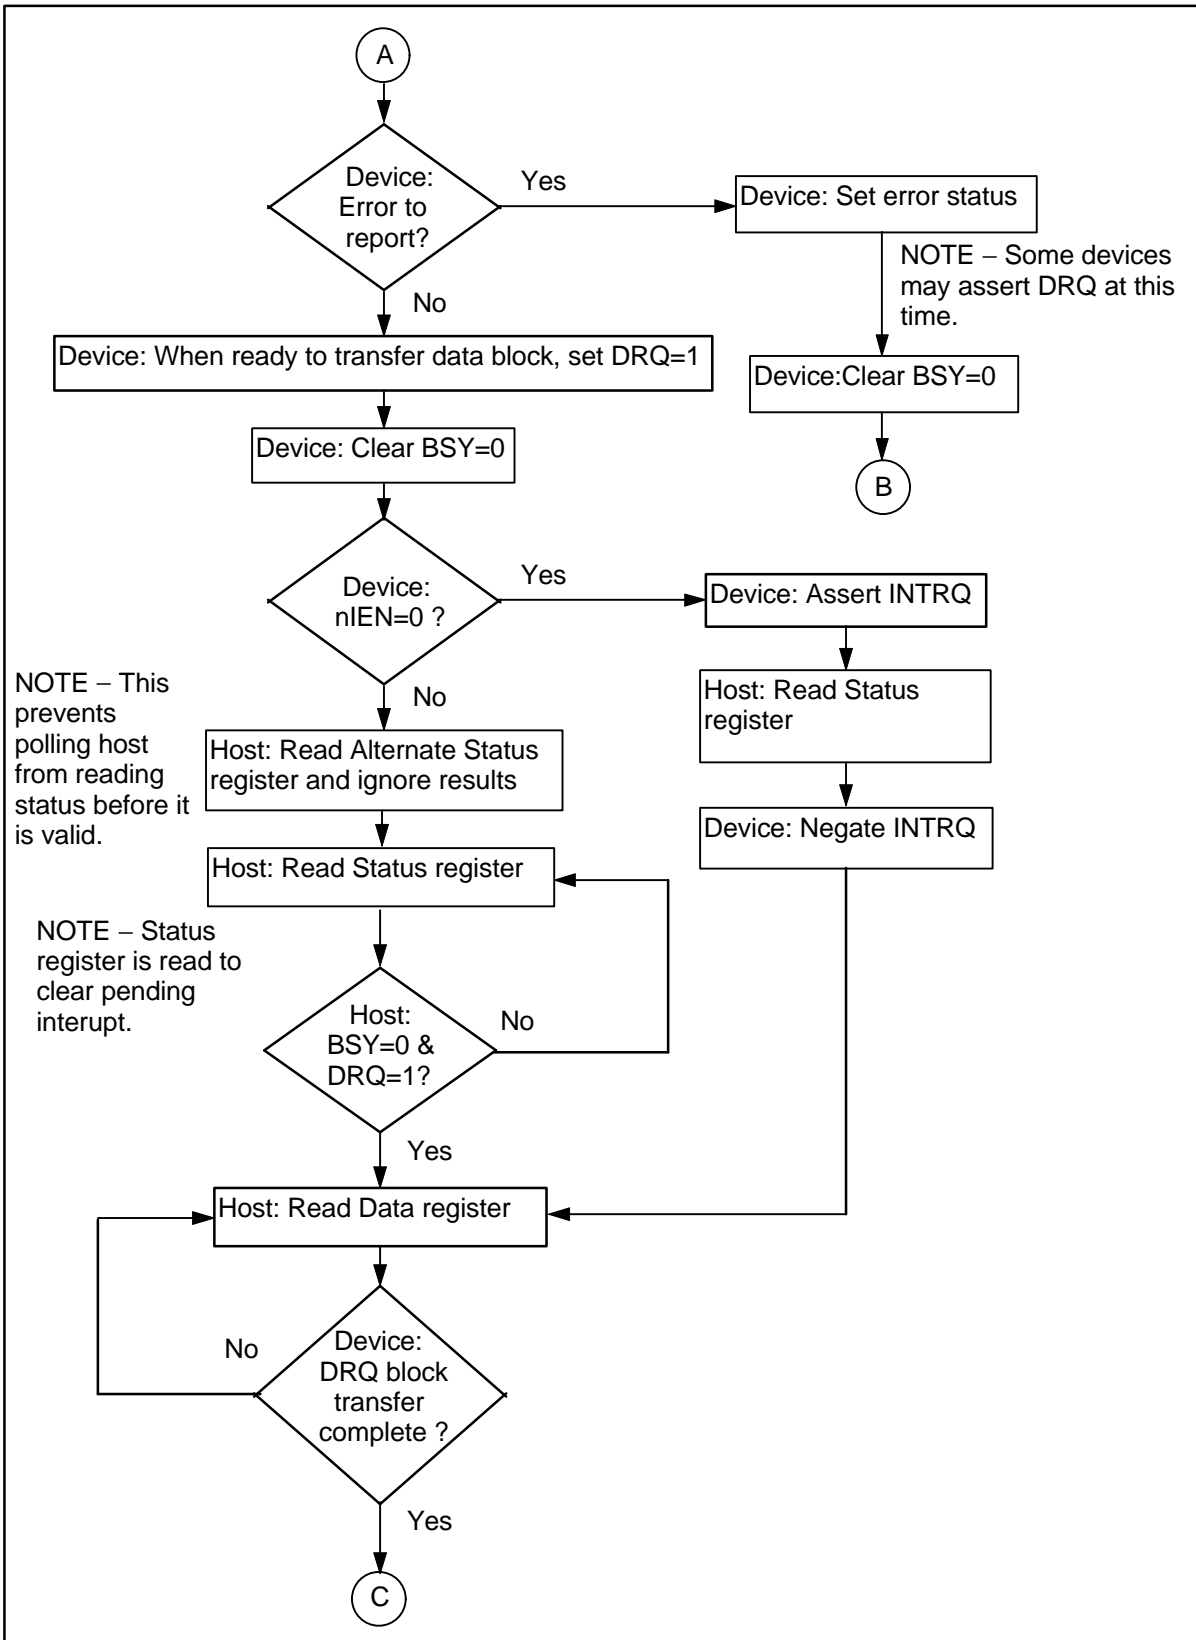 A
Device:
Error to
report?
Yes
Device: Set error status
NOTE – Some devices
may assert DRQ at this
time.
No
Device: When ready to transfer data block, set DRQ=1
Device:Clear BSY=0
Device: Clear BSY=0
B
Device:
nIEN=0 ?
Yes
Device: Assert INTRQ
NOTE – This
prevents
polling host
from reading
status before it
is valid.
No
Host: Read Status
register
Host: Read Alternate Status
register and ignore results
Device: Negate INTRQ
Host: Read Status register
NOTE – Status
register is read to
clear pending
interupt.
Host:
BSY=0 &
DRQ=1?
No
Yes
Host: Read Data register
Device:
DRQ block
transfer
complete ?
No
Yes
C